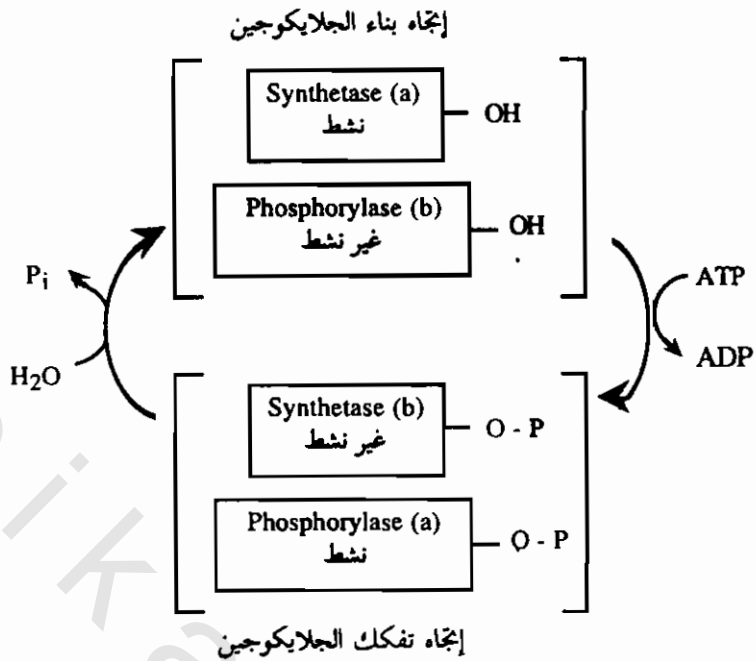 إتجاه بناء الجلايكوجين
Synthetase (a)
نشط
OH
Phosphorylase (b)
غير نشط
OH
Pi
H2O
ATP
ADP
Synthetase (b)
غير نشط
O - P
Phosphorylase (a)
نشط
O - P
إتجاه تفكك الجلايكوجين